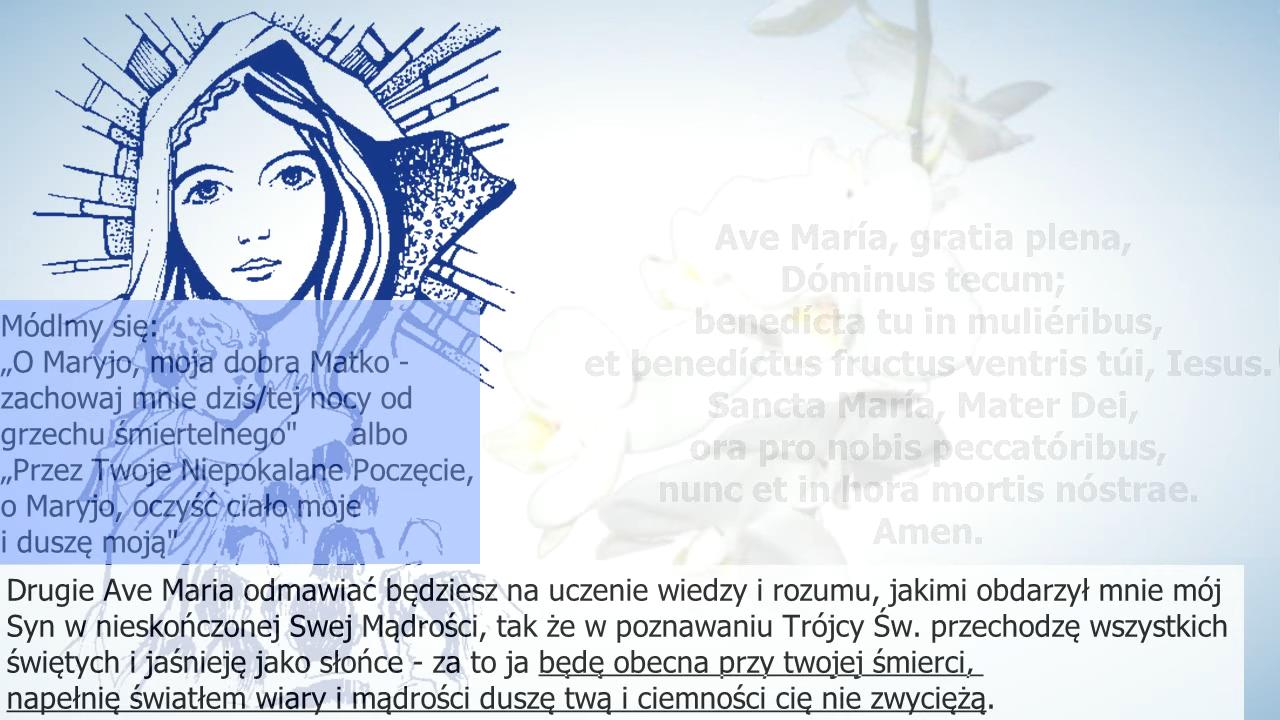 Ave María, gratia plena,
Dóminus tecum;
benedícta tu in muliéribus,
et benedíctus fructus ventris túi, Iesus.
Sancta María, Mater Dei,
ora pro nobis peccatóribus,
nunc et in hora mortis nóstrae.
Amen.
Módlmy się:
„O Maryjo, moja dobra Matko -
zachowaj mnie dziś/tej nocy od
grzechu śmiertelnego" albo
„Przez Twoje Niepokalane Poczęcie,
o Maryjo, oczyść ciało moje
i duszę moją"
Drugie Ave Maria odmawiać będziesz na uczenie wiedzy i rozumu, jakimi obdarzył mnie mój
Syn w nieskończonej Swej Mądrości, tak że w poznawaniu Trójcy Św. przechodzę wszystkich
świętych i jaśnieję jako słońce - za to ja będę obecna przy twojej śmierci,
napełnię światłem wiary i mądrości duszę twą i ciemności cię nie zwyciężą.